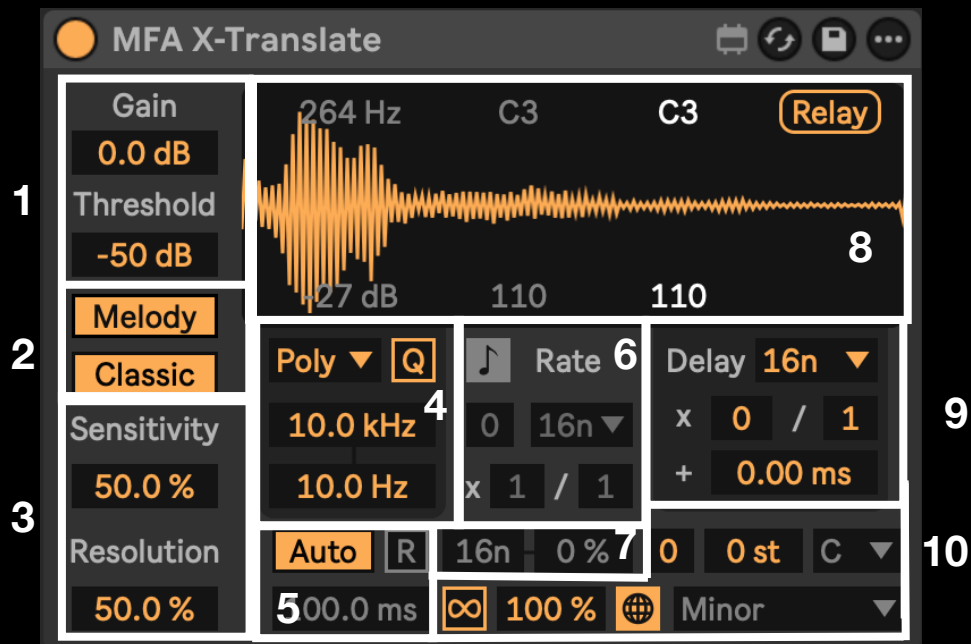 MFA X-Translate
1
Gain
0.0 dB
Threshold
-50 dB
264 Hz C3 C3 Relay
-27 dB 110 110
8
2
Melody
Classic
3
Sensitivity
50.0 %
Resolution
50.0 %
Poly Q
4
10.0 kHz
10.0 Hz
Rate 6
0 16n
x 1 / 1
Delay 16n
x 0 / 1
+ 0.00 ms
9
Auto R
5
00.0 ms
16n 0 % 7
0 0 st C
10
∞ 100 % Minor